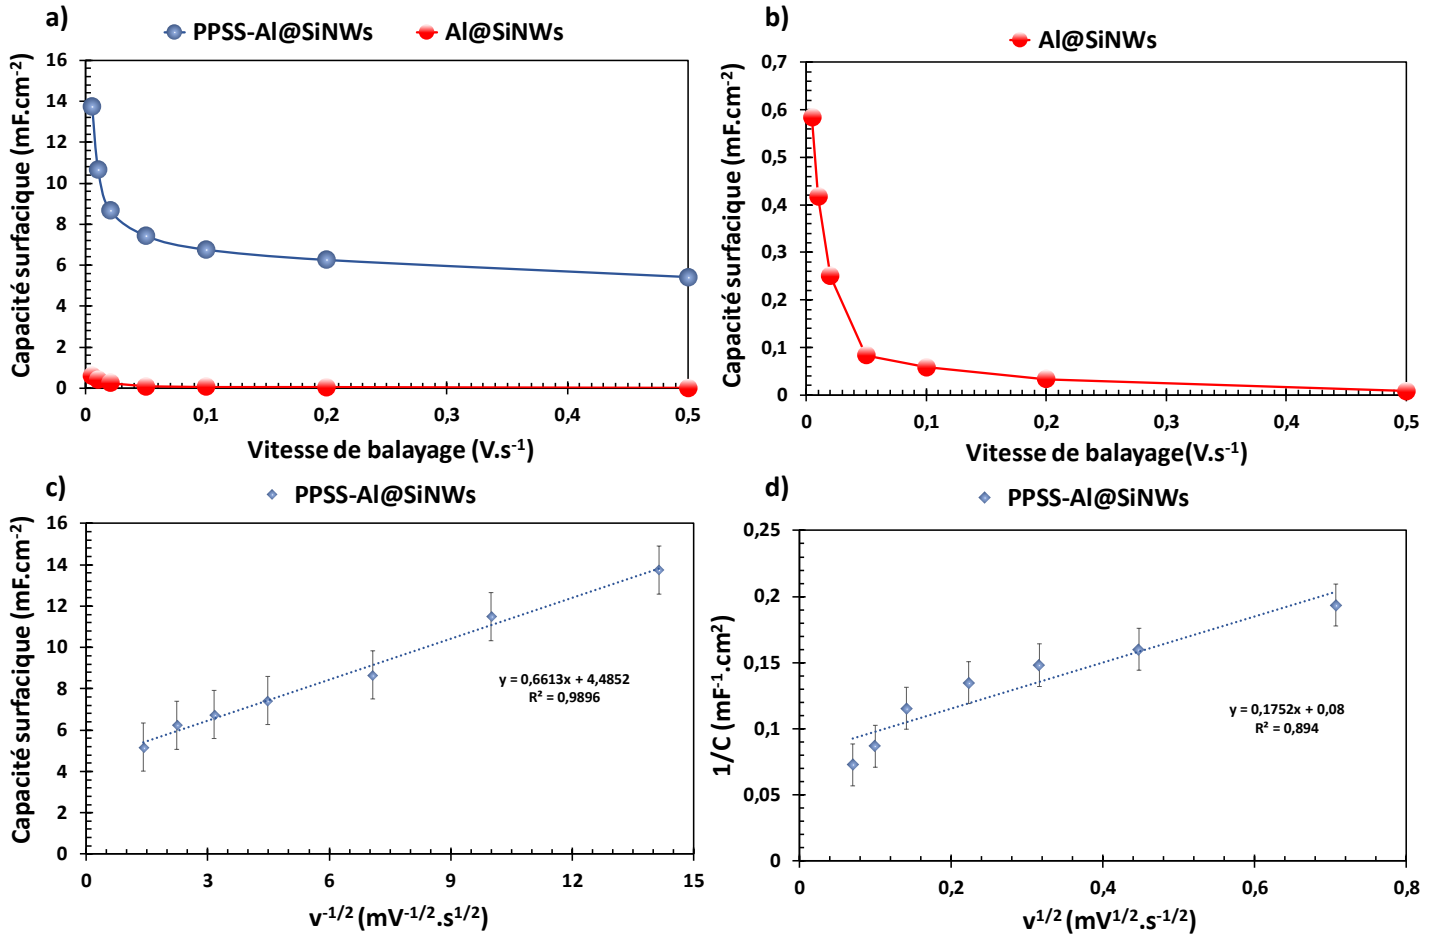 a)
PPSS-Al@SiNWs
Al@SiNWs
Capacité surfacique (mF.cm-2)
16
14
12
10
8
6
4
2
0
0
0,1
0,2
0,3
0,4
0,5
Vitesse de balayage (V.s-1)
b)
Al@SiNWs
Capacité surfacique (mF.cm-2)
0,7
0,6
0,5
0,4
0,3
0,2
0,1
0
0
0,1
0,2
0,3
0,4
0,5
Vitesse de balayage(V.s-1)
c)
PPSS-Al@SiNWs
Capacité surfacique (mF.cm-2)
16
14
12
10
8
6
4
2
0
y = 0,6613x + 4,4852
R² = 0,9896
0
3
6
9
12
15
v-1/2 (mV-1/2.s1/2)
d)
PPSS-Al@SiNWs
1/C (mF-1.cm2)
0,25
0,2
0,15
0,1
0,05
0
y = 0,1752x + 0,08
R² = 0,894
0
0,2
0,4
0,6
0,8
v1/2 (mV1/2.s-1/2)